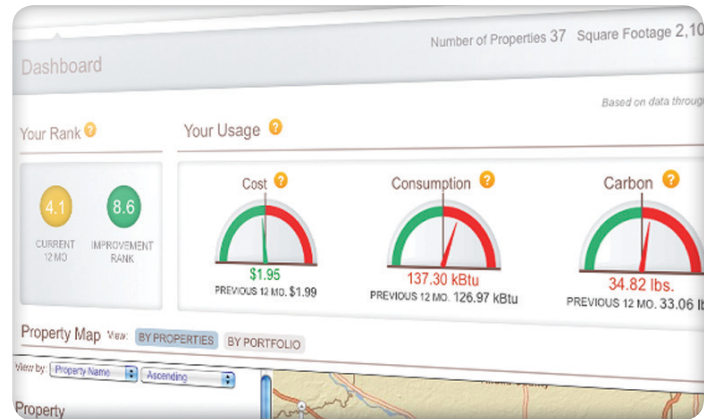 Number of Properties 37 Square Footage 2,10
Dashboard
Based on data through
Your Rank ?
Your Usage ?
Cost ?
Consumption ?
Carbon ?
4.1
8.6
CURRENT
12 MO
IMPROVEMENT
RANK
$1.95
PREVIOUS 12 MO. $1.99
137.30 kBtu
PREVIOUS 12 MO. 126.97 kBtu
34.82 lbs.
PREVIOUS 12 MO. 33.06 lb
Property Map View: BY PROPERTIES BY PORTFOLIO
View by: Property Name Ascending
Property